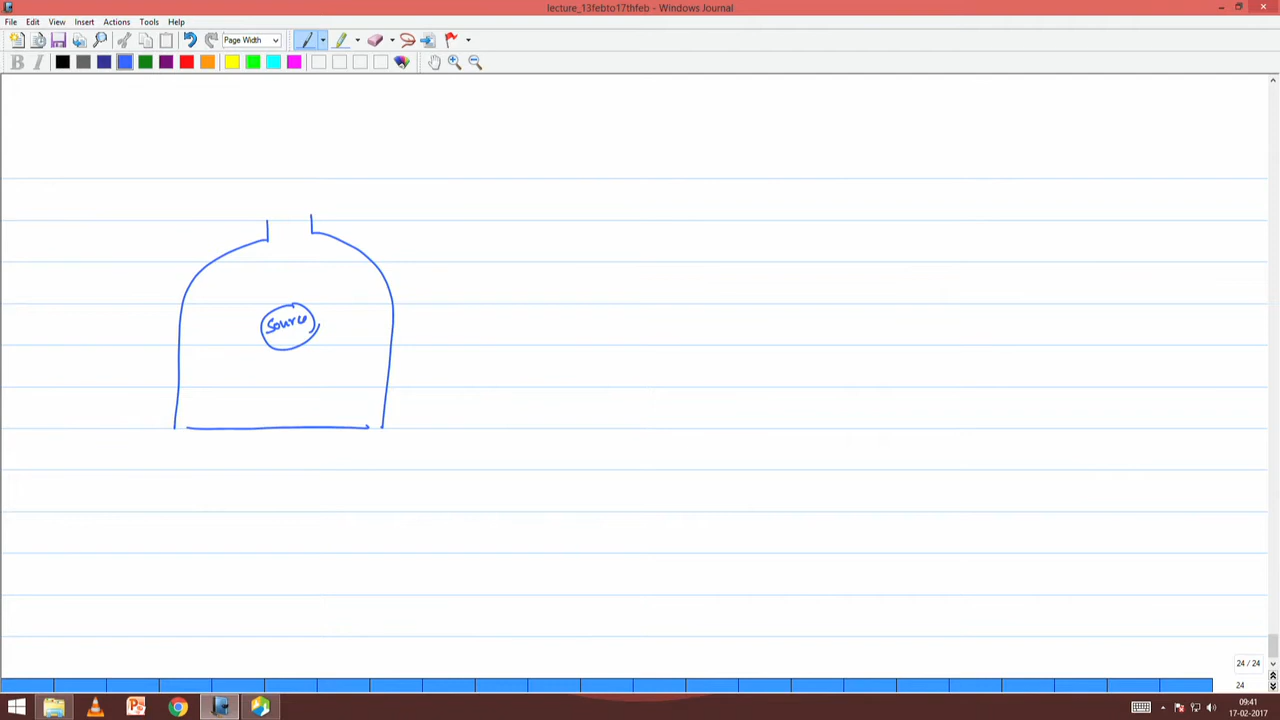 lecture_13febto17thfeb - Windows Journal
File Edit View Insert Actions Tools Help
Page Width
B I
Source
24 / 24
24
09:41
17-02-2017